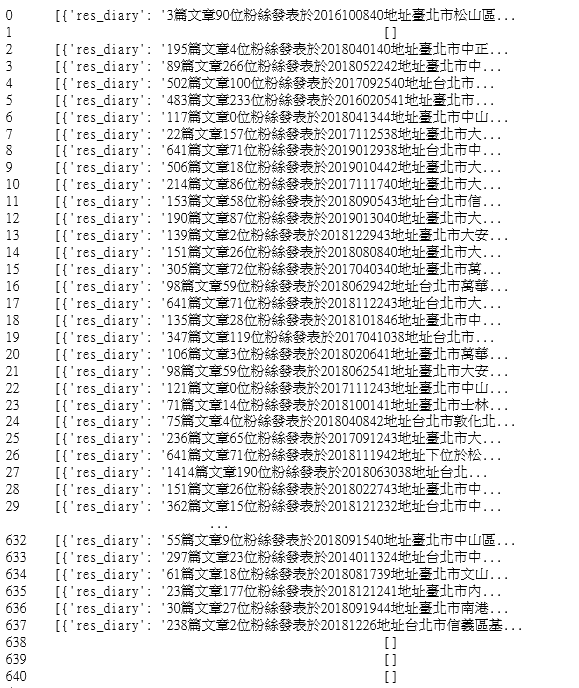 0 [{'res_diary': '3篇文章90位粉絲發表於2016100840地址臺北市松山區...
1 []
2 [{'res_diary': '195篇文章4位粉絲發表於2018040140地址臺北市中正...
3 [{'res_diary': '89篇文章266位粉絲發表於2018052242地址臺北市中...
4 [{'res_diary': '502篇文章100位粉絲發表於2017092540地址台北市...
5 [{'res_diary': '483篇文章233位粉絲發表於2016020541地址臺北市...
6 [{'res_diary': '117篇文章0位粉絲發表於2018041344地址臺北市中山...
7 [{'res_diary': '22篇文章157位粉絲發表於2017112538地址臺北市大...
8 [{'res_diary': '641篇文章71位粉絲發表於2019012938地址台北市中...
9 [{'res_diary': '506篇文章18位粉絲發表於2019010442地址臺北市大...
10 [{'res_diary': '214篇文章86位粉絲發表於2017111740地址臺北市大...
11 [{'res_diary': '153篇文章58位粉絲發表於2018090543地址台北市信...
12 [{'res_diary': '190篇文章87位粉絲發表於2019013040地址臺北市大...
13 [{'res_diary': '139篇文章2位粉絲發表於2018122943地址臺北市大安...
14 [{'res_diary': '151篇文章26位粉絲發表於2018080840地址臺北市大...
15 [{'res_diary': '305篇文章72位粉絲發表於2017040340地址臺北市萬...
16 [{'res_diary': '98篇文章59位粉絲發表於2018062942地址台北市萬華...
17 [{'res_diary': '641篇文章71位粉絲發表於2018112243地址台北市大...
18 [{'res_diary': '135篇文章28位粉絲發表於2018101846地址臺北市中...
19 [{'res_diary': '347篇文章119位粉絲發表於2017041038地址台北市...
20 [{'res_diary': '106篇文章3位粉絲發表於2018020641地址臺北市萬華...
21 [{'res_diary': '98篇文章59位粉絲發表於2018062541地址臺北市大安...
22 [{'res_diary': '121篇文章0位粉絲發表於2017111243地址臺北市中山...
23 [{'res_diary': '71篇文章14位粉絲發表於2018100141地址臺北市士林...
24 [{'res_diary': '75篇文章4位粉絲發表於2018040842地址台北市敦化北...
25 [{'res_diary': '236篇文章65位粉絲發表於2017091243地址臺北市大...
26 [{'res_diary': '641篇文章71位粉絲發表於2018111942地址下位於松...
27 [{'res_diary': '1414篇文章190位粉絲發表於2018063038地址台北...
28 [{'res_diary': '151篇文章26位粉絲發表於2018022743地址臺北市中...
29 [{'res_diary': '362篇文章15位粉絲發表於2018121232地址台北市中...
...
632 [{'res_diary': '55篇文章9位粉絲發表於2018091540地址臺北市中山區...
633 [{'res_diary': '297篇文章23位粉絲發表於2014011324地址台北市中...
634 [{'res_diary': '61篇文章18位粉絲發表於2018081739地址臺北市文山...
635 [{'res_diary': '23篇文章177位粉絲發表於2018121241地址臺北市內...
636 [{'res_diary': '30篇文章27位粉絲發表於2018091944地址臺北市南港...
637 [{'res_diary': '238篇文章2位粉絲發表於20181226地址台北市信義區基...
638 []
639 []
640 []